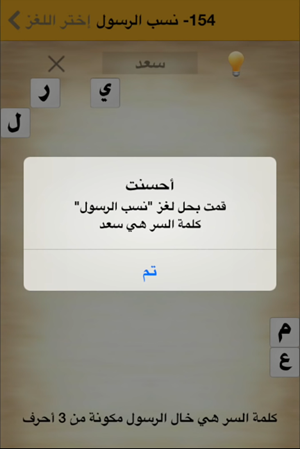 154- نسب الرسول إختر اللغز
سعد
ي
ر
ل
أحسنت
قمت بحل لغز "نسب الرسول"
كلمة السر هي سعد
تم
م
ع
كلمة السر هي خال الرسول مكونة من 3 أحرف